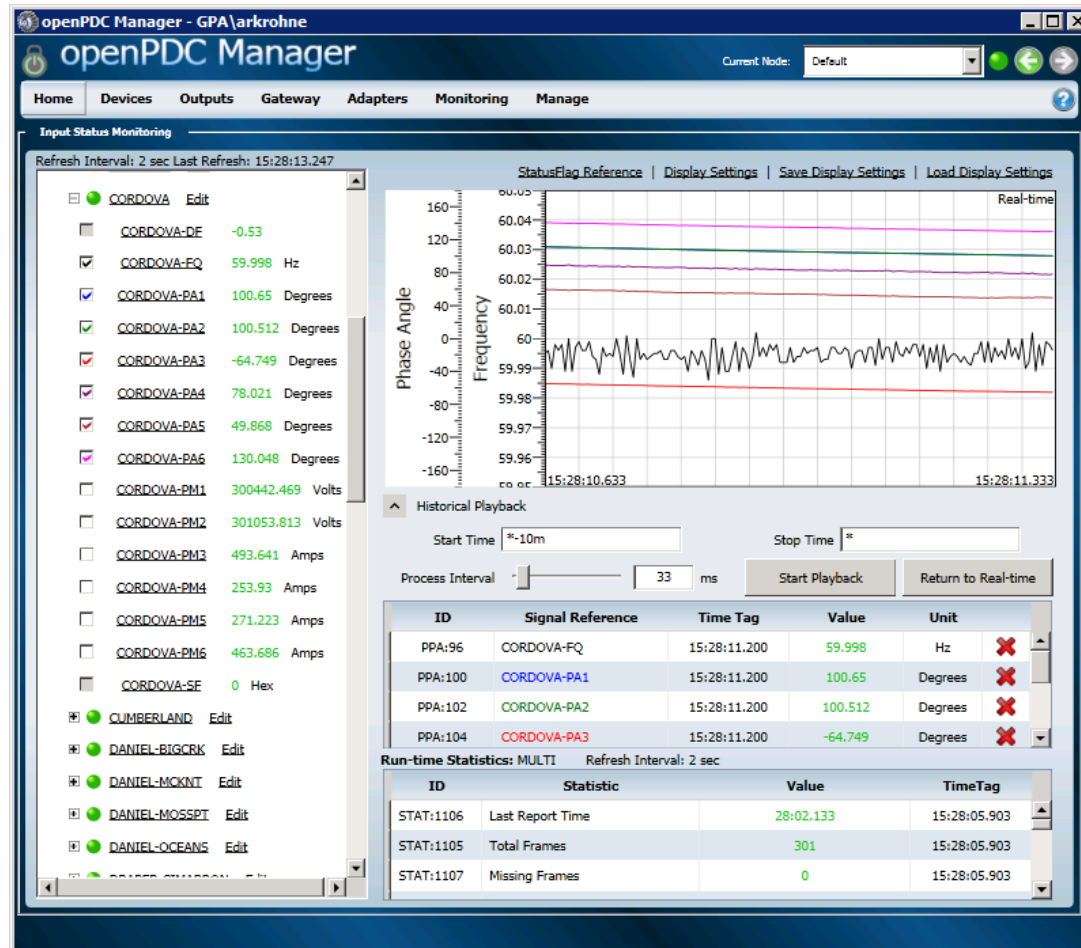 openPDC Manager - GPA\arkrohne
openPDC Manager
Current Node: Default
Home Devices Outputs Gateway Adapters Monitoring Manage
Input Status Monitoring
Refresh Interval: 2 sec Last Refresh: 15:28:13.247
CORDOVA Edit
CORDOVA-DF -0.53
CORDOVA-FQ 59.998 Hz
CORDOVA-PA1 100.65 Degrees
CORDOVA-PA2 100.512 Degrees
CORDOVA-PA3 -64.749 Degrees
CORDOVA-PA4 78.021 Degrees
CORDOVA-PA5 49.868 Degrees
CORDOVA-PA6 130.048 Degrees
CORDOVA-PM1 300442.469 Volts
CORDOVA-PM2 301053.813 Volts
CORDOVA-PM3 493.641 Amps
CORDOVA-PM4 253.93 Amps
CORDOVA-PM5 271.223 Amps
CORDOVA-PM6 463.686 Amps
CORDOVA-SF 0 Hex
CUMBERLAND Edit
DANIEL-BIGCRK Edit
DANIEL-MCKNT Edit
DANIEL-MOSSPT Edit
DANIEL-OCEANS Edit
StatusFlag Reference | Display Settings | Save Display Settings | Load Display Settings
Phase Angle
160
120
80
40
0
-40
-80
-120
-160
Frequency
60.05
60.04
60.03
60.02
60.01
60
59.99
59.98
59.97
59.96
59.95
Real-time
15:28:10.633 15:28:11.333
Historical Playback
Start Time *-10m Stop Time *
Process Interval 33 ms Start Playback Return to Real-time
ID Signal Reference Time Tag Value Unit
PPA:96 CORDOVA-FQ 15:28:11.200 59.998 Hz
PPA:100 CORDOVA-PA1 15:28:11.200 100.65 Degrees
PPA:102 CORDOVA-PA2 15:28:11.200 100.512 Degrees
PPA:104 CORDOVA-PA3 15:28:11.200 -64.749 Degrees
Run-time Statistics: MULTI Refresh Interval: 2 sec
ID Statistic Value TimeTag
STAT:1106 Last Report Time 28:02.133 15:28:05.903
STAT:1105 Total Frames 301 15:28:05.903
STAT:1107 Missing Frames 0 15:28:05.903